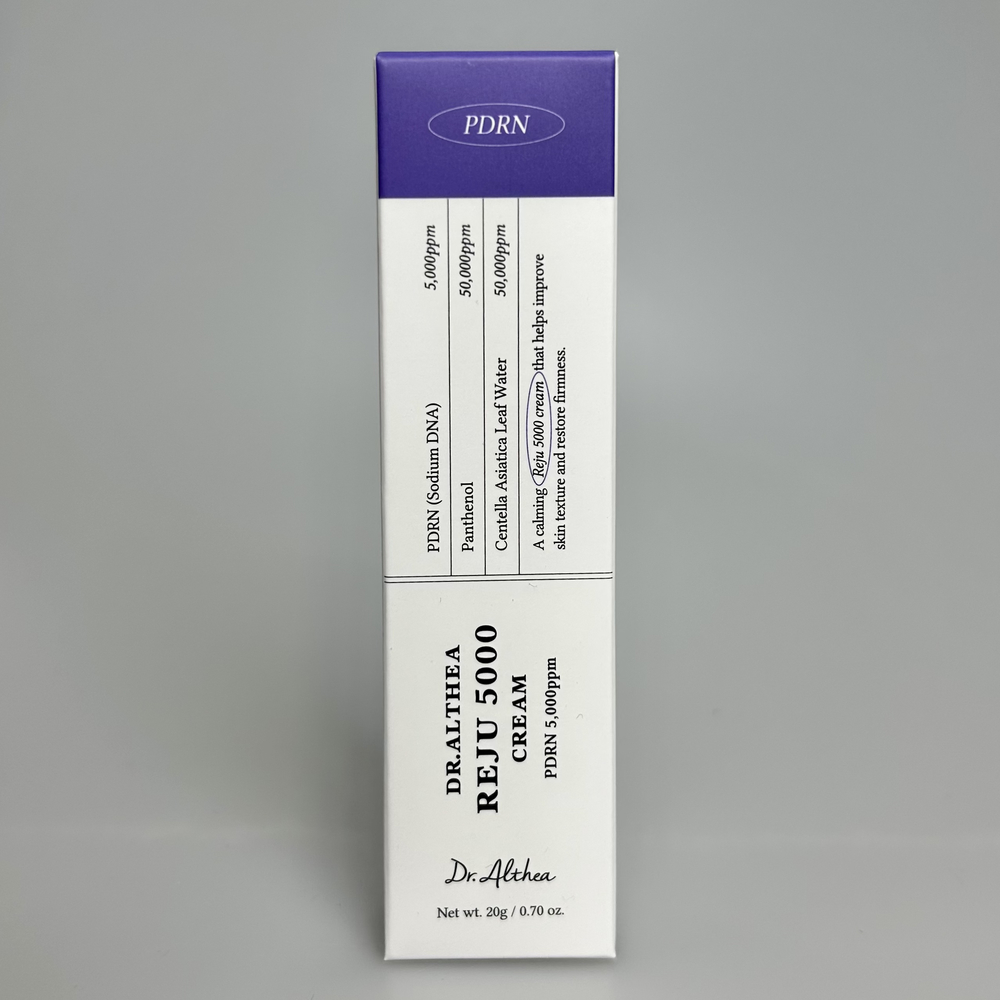 PDRN
PDRN (Sodium DNA) 5,000ppm
Panthenol 50,000ppm
Centella Asiatica Leaf Water 50,000ppm
A calming Reju 5000 cream that helps improve
skin texture and restore firmness.
DR.ALTHEA
REJU 5000
CREAM
PDRN 5,000ppm
Dr.Althea
Net wt. 20g / 0.70 oz.